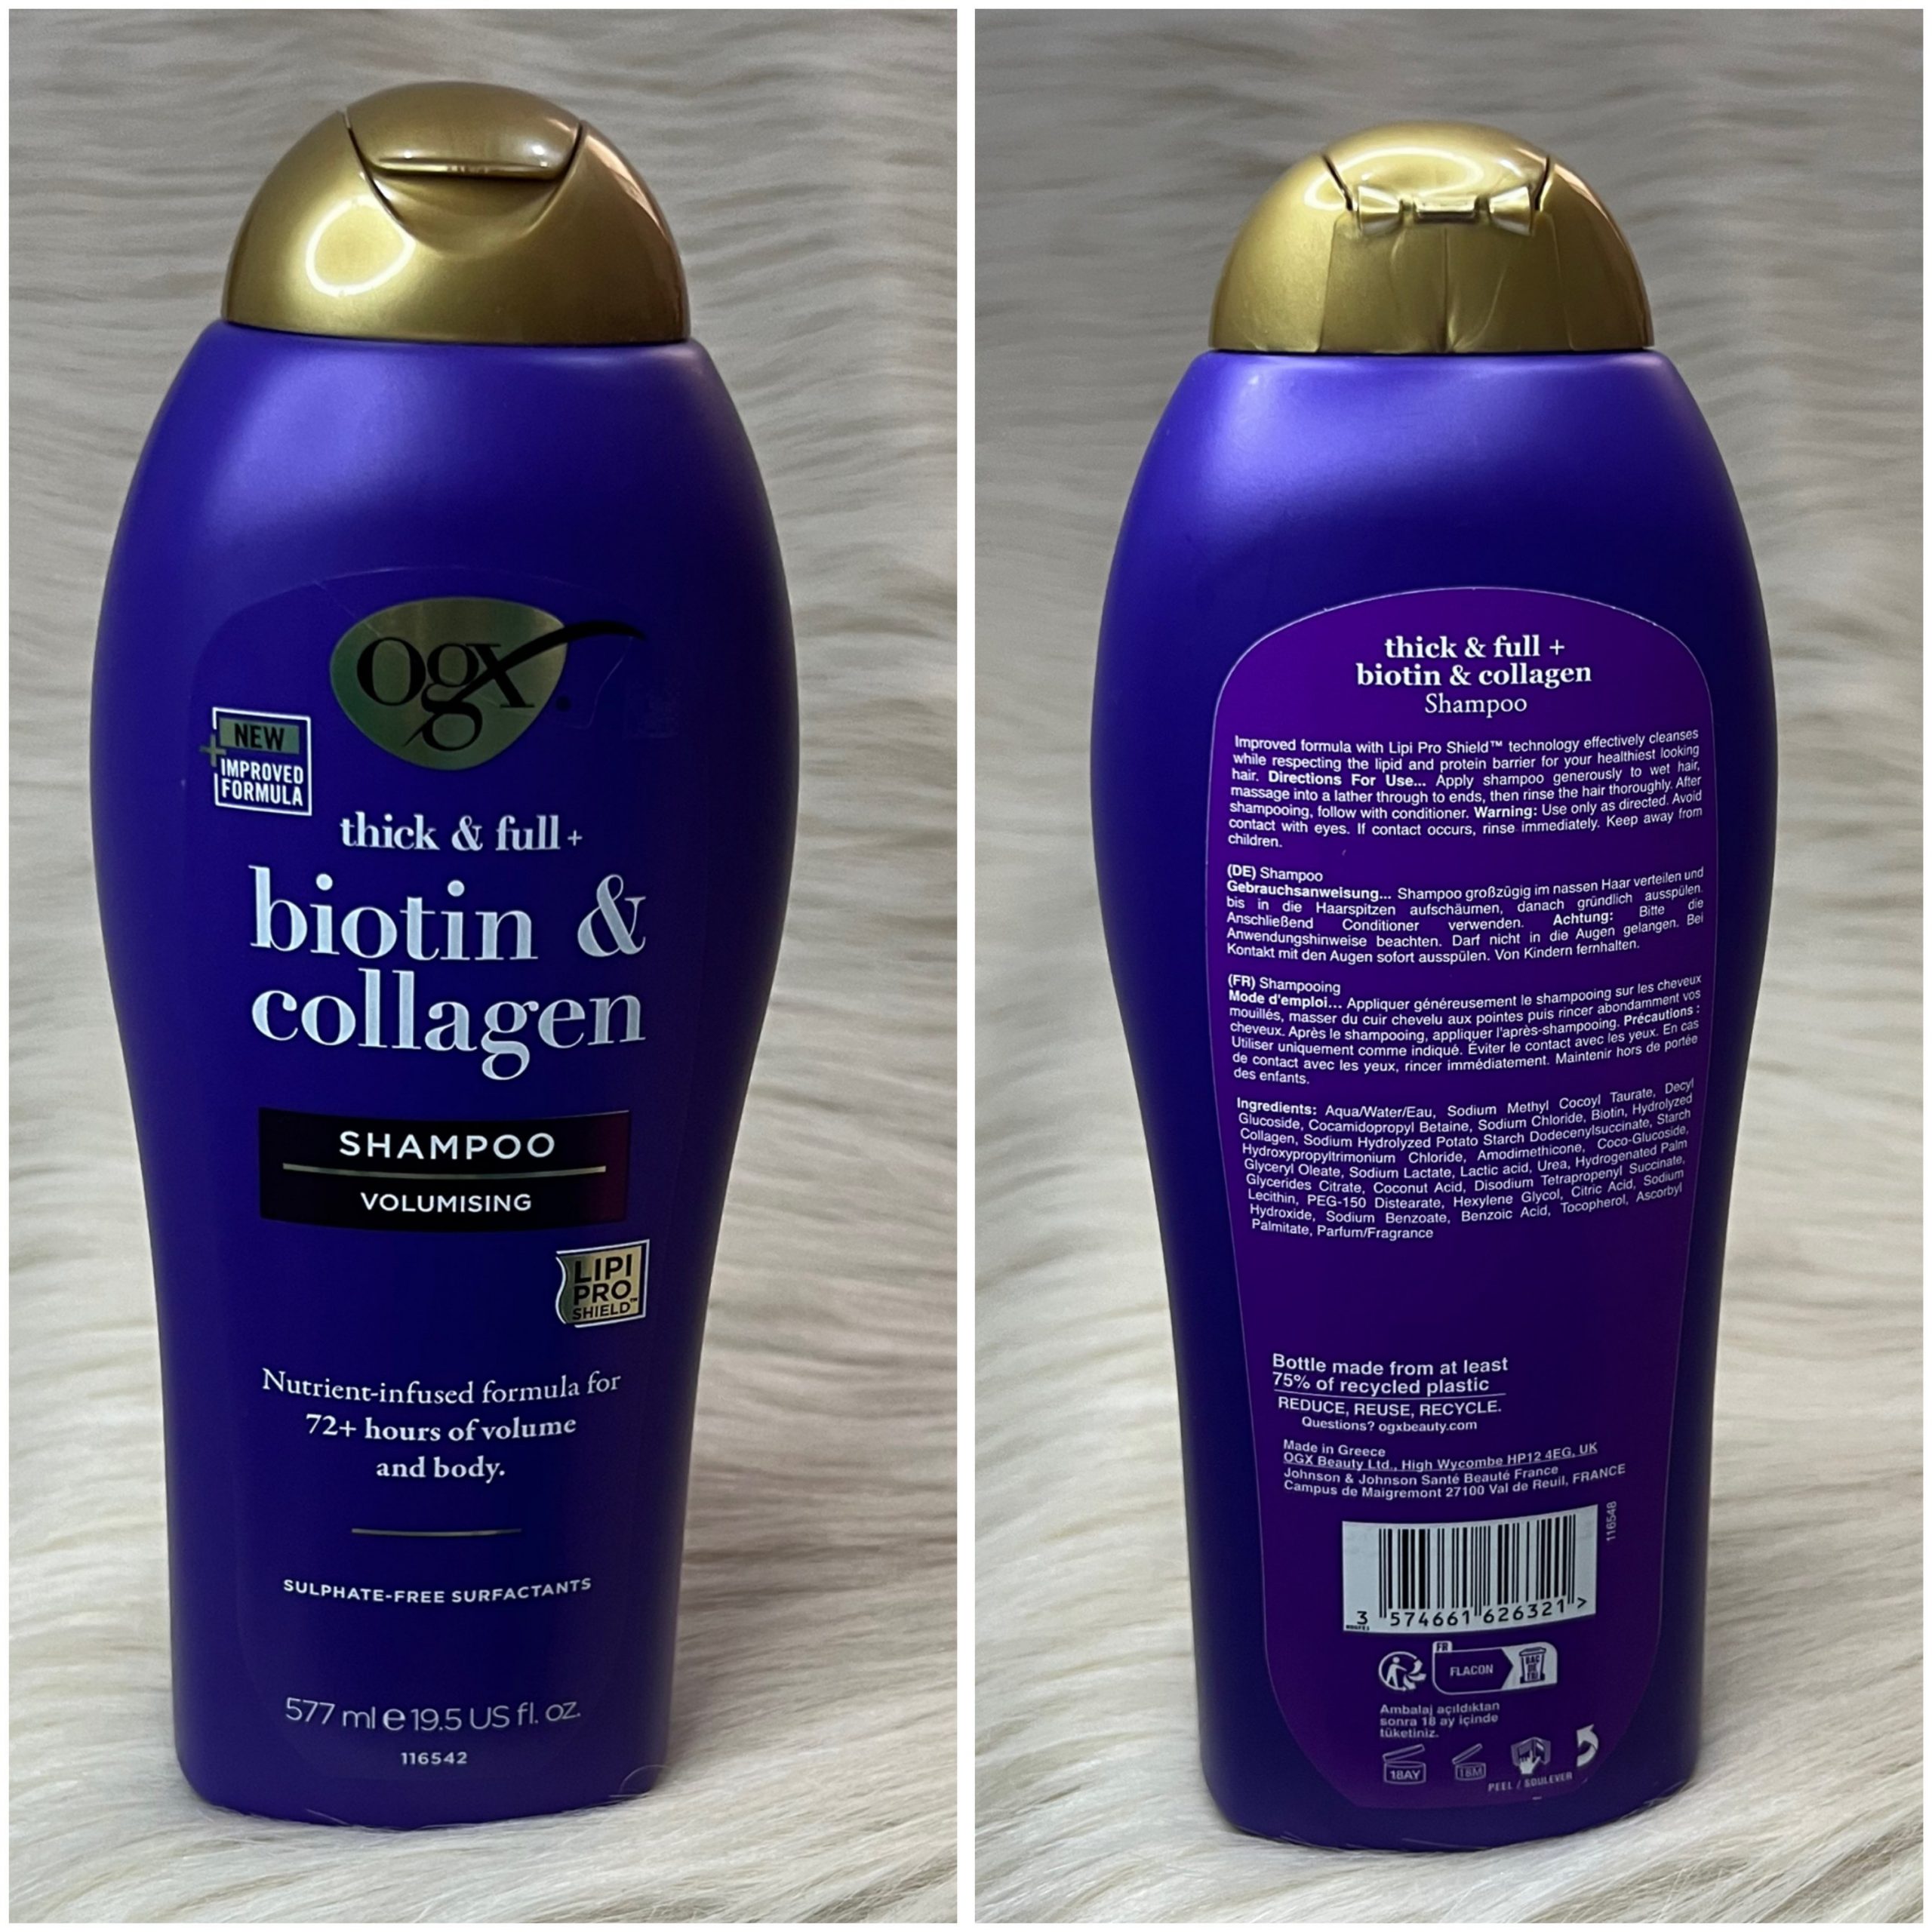 ogx.
NEW
+
IMPROVED
FORMULA
thick & full+
biotin &
collagen
SHAMPOO
VOLUMISING
LIPI
PRO
SHIELD™
Nutrient-infused formula for
72+ hours of volume
and body.
SULPHATE-FREE SURFACTANTS
577 ml e 19.5 US fl. oz.
116542
thick & full +
biotin & collagen
Shampoo
Improved formula with Lipi Pro Shield™ technology effectively cleanses
while respecting the lipid and protein barrier for your healthiest looking
hair. Directions For Use... Apply shampoo generously to wet hair,
massage into a lather through to ends, then rinse the hair thoroughly. After
shampooing, follow with conditioner. Warning: Use only as directed. Avoid
contact with eyes. If contact occurs, rinse immediately. Keep away from
children.
(DE) Shampoo
Gebrauchsanweisung... Shampoo großzügig im nassen Haar verteilen und
bis in die Haarspitzen aufschäumen, danach gründlich ausspülen.
Anschließend Conditioner verwenden. Achtung: Bitte die
Anwendungshinweise beachten. Darf nicht in die Augen gelangen. Bei
Kontakt mit den Augen sofort ausspülen. Von Kindern fernhalten.
(FR) Shampooing
Mode d'emploi... Appliquer généreusement le shampooing sur les cheveux
mouillés, masser du cuir chevelu aux pointes puis rincer abondamment vos
cheveux. Après le shampooing, appliquer l'après-shampooing. Précautions :
Utiliser uniquement comme indiqué. Éviter le contact avec les yeux. En cas
de contact avec les yeux, rincer immédiatement. Maintenir hors de portée
des enfants.
Ingredients: Aqua/Water/Eau, Sodium Methyl Cocoyl Taurate, Decyl
Glucoside, Cocamidopropyl Betaine, Sodium Chloride, Biotin, Hydrolyzed
Collagen, Sodium Hydrolyzed Potato Starch Dodecenylsuccinate, Starch
Hydroxypropyltrimonium Chloride, Amodimethicone, Coco-Glucoside,
Glyceryl Oleate, Sodium Lactate, Lactic acid, Urea, Hydrogenated Palm
Glycerides Citrate, Coconut Acid, Disodium Tetrapropenyl Succinate,
Lecithin, PEG-150 Distearate, Hexylene Glycol, Citric Acid, Sodium
Hydroxide, Sodium Benzoate, Benzoic Acid, Tocopherol, Ascorbyl
Palmitate, Parfum/Fragrance
Bottle made from at least
75% of recycled plastic
REDUCE, REUSE, RECYCLE.
Questions? ogxbeauty.com
Made in Greece
OGX Beauty Ltd., High Wycombe HP12 4EG, UK
Johnson & Johnson Santé Beauté France
Campus de Maigremont 27100 Val de Reuil, FRANCE
116548
3 574661 626321 >
FR
FLACON
BAC
DE
TRI
Ambalaj açıldıktan
sonra 18 ay içinde
tüketiniz.
18AY
18M
PEEL / SOULEVER